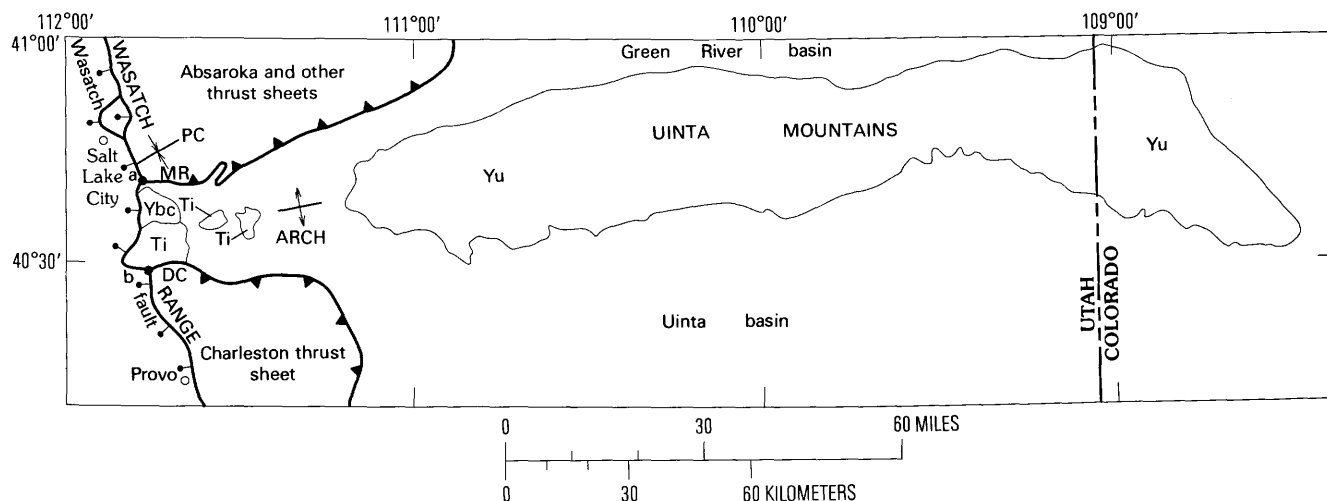 112°00'
111°00'
110°00'
109°00'
41°00'
Green River basin
Wasatch
WASATCH
Absaroka and other
thrust sheets
PC
UINTA MOUNTAINS
Yu
Salt
Lake
City
a
MR
Yu
Ybc
Ti
Ti
Ti
ARCH
40°30'
b
DC
fault
RANGE
UTAH
COLORADO
Uinta basin
Charleston thrust
sheet
Provo
0 30 60 MILES
0 30 60 KILOMETERS